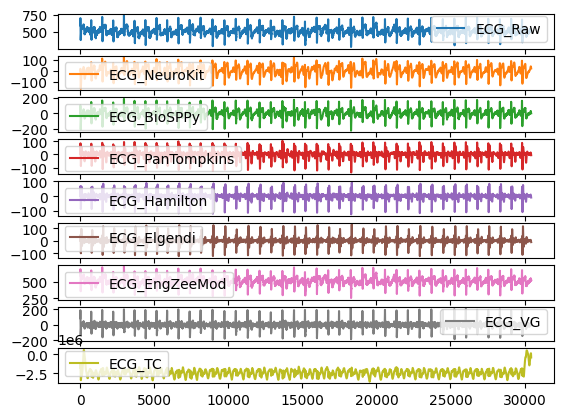 750
500
ECG_Raw
100
0
−100
ECG_NeuroKit
200
0
−200
ECG_BioSPPy
100
0
−100
ECG_PanTompkins
100
0
−100
ECG_Hamilton
100
0
−100
ECG_Elgendi
500
250
ECG_EngZeeMod
200
0
−200
ECG_VG
1e6
0.0
−2.5
ECG_TC
0 5000 10000 15000 20000 25000 30000